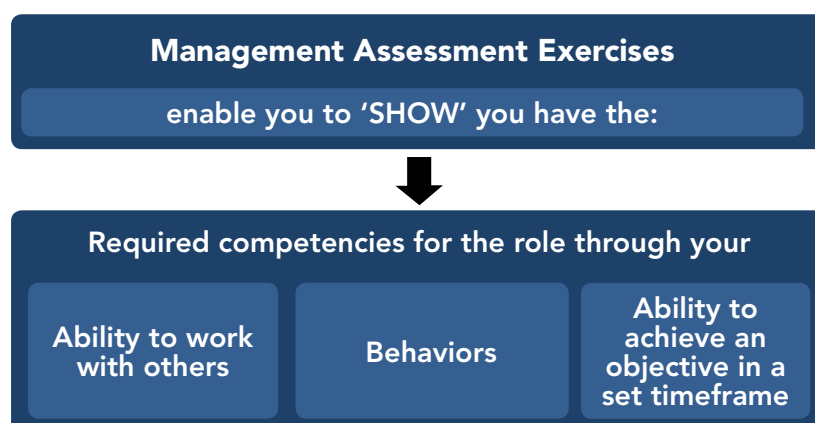 Management Assessment Exercises
enable you to ‘SHOW’ you have the:
Required competencies for the role through your
Ability to work
with others
Behaviors
Ability to
achieve an
objective in a
set timeframe